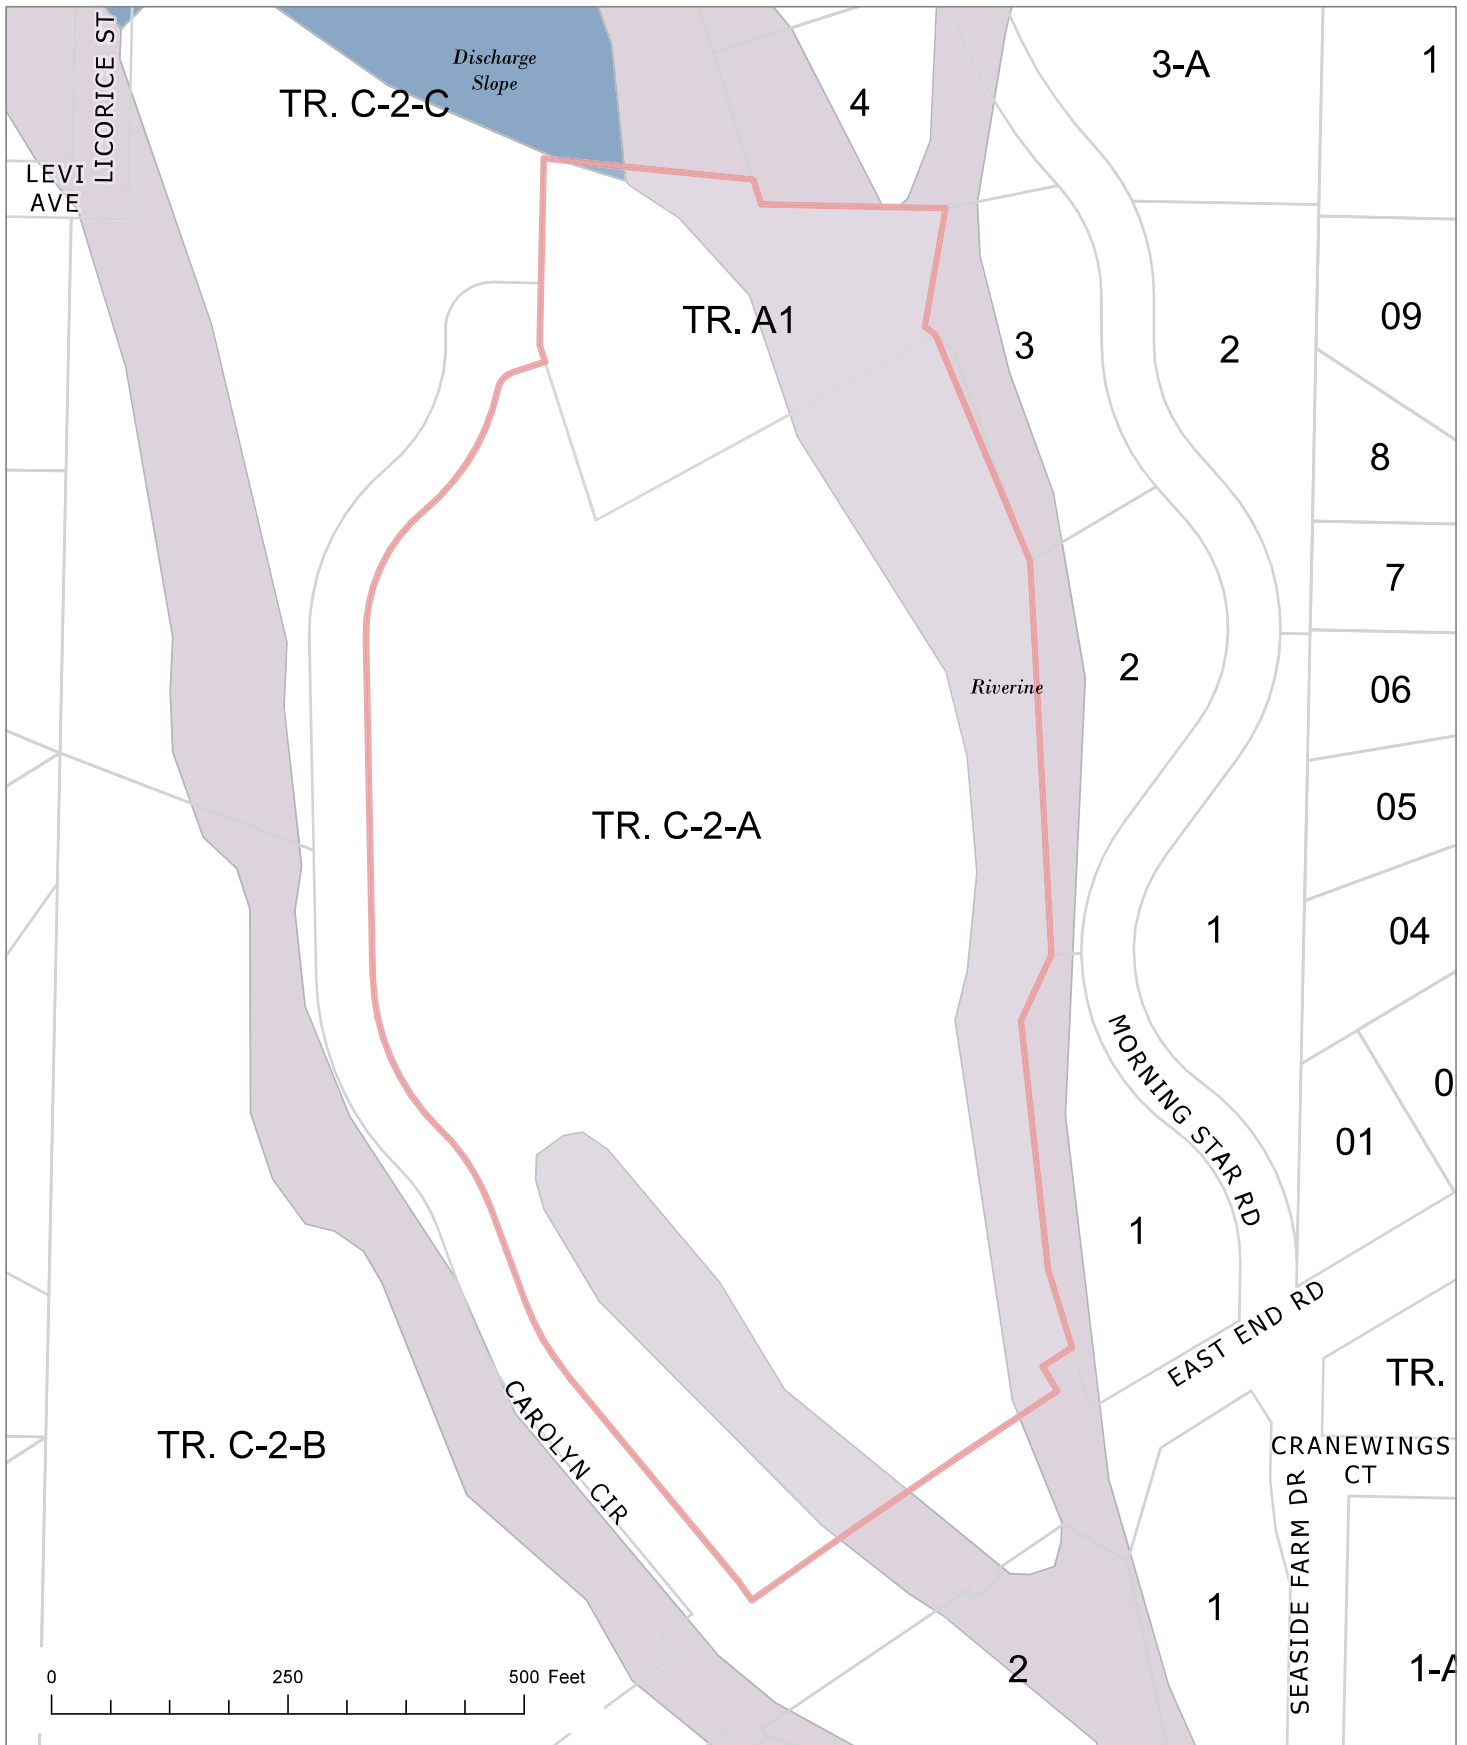 LICORICE ST
Discharge
Slope
3-A
1
TR. C-2-C
4
LEVI
AVE
TR. A1
3
2
09
8
7
2
06
Riverine
05
TR. C-2-A
1
04
MORNING STAR RD
0
01
1
EAST END RD
TR.
CAROLYN CIR
TR. C-2-B
CRANEWINGS
CT
SEASIDE FARM DR
1
2
1-A
0 250 500 Feet